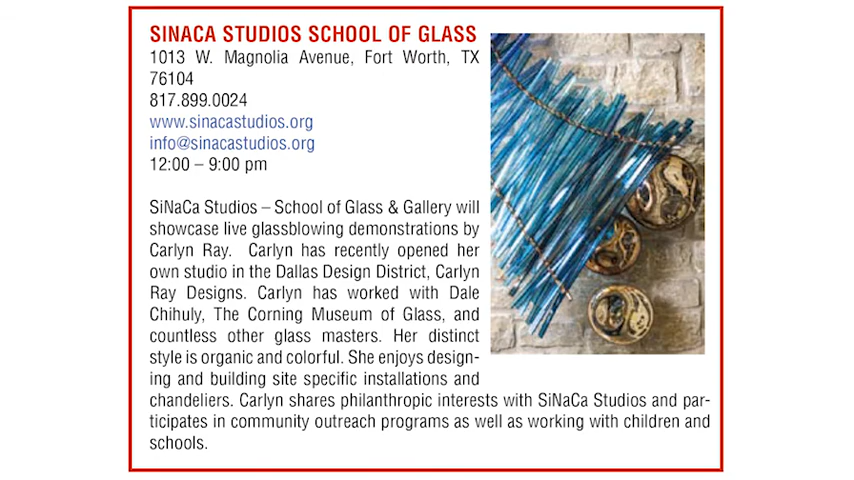 SINACA STUDIOS SCHOOL OF GLASS
1013 W. Magnolia Avenue, Fort Worth, TX
76104
817.899.0024
www.sinacastudios.org
info@sinacastudios.org
12:00 – 9:00 pm
SiNaCa Studios – School of Glass & Gallery will
showcase live glassblowing demonstrations by
Carlyn Ray. Carlyn has recently opened her
own studio in the Dallas Design District, Carlyn
Ray Designs. Carlyn has worked with Dale
Chihuly, The Corning Museum of Glass, and
countless other glass masters. Her distinct
style is organic and colorful. She enjoys design-
ing and building site specific installations and
chandeliers. Carlyn shares philanthropic interests with SiNaCa Studios and par-
ticipates in community outreach programs as well as working with children and
schools.